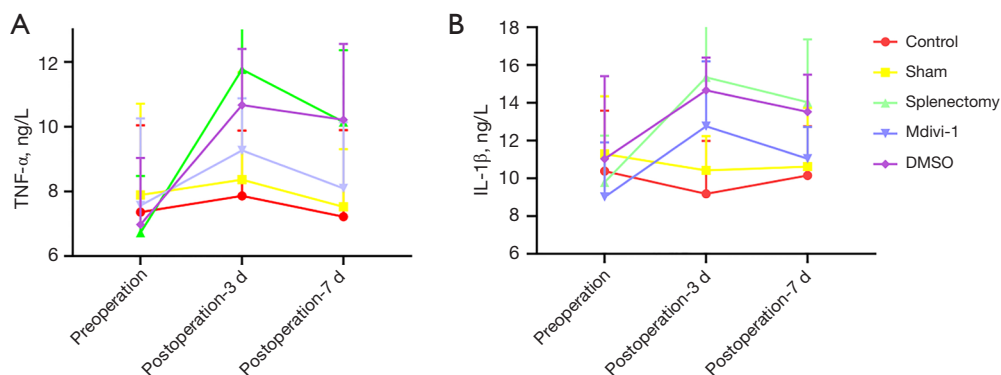 A
TNF-α, ng/L
12
10
8
6
Preoperation
Postoperation-3 d
Postoperation-7 d
B
IL-1β, ng/L
18
16
14
12
10
8
6
Preoperation
Postoperation-3 d
Postoperation-7 d
Control
Sham
Splenectomy
Mdivi-1
DMSO